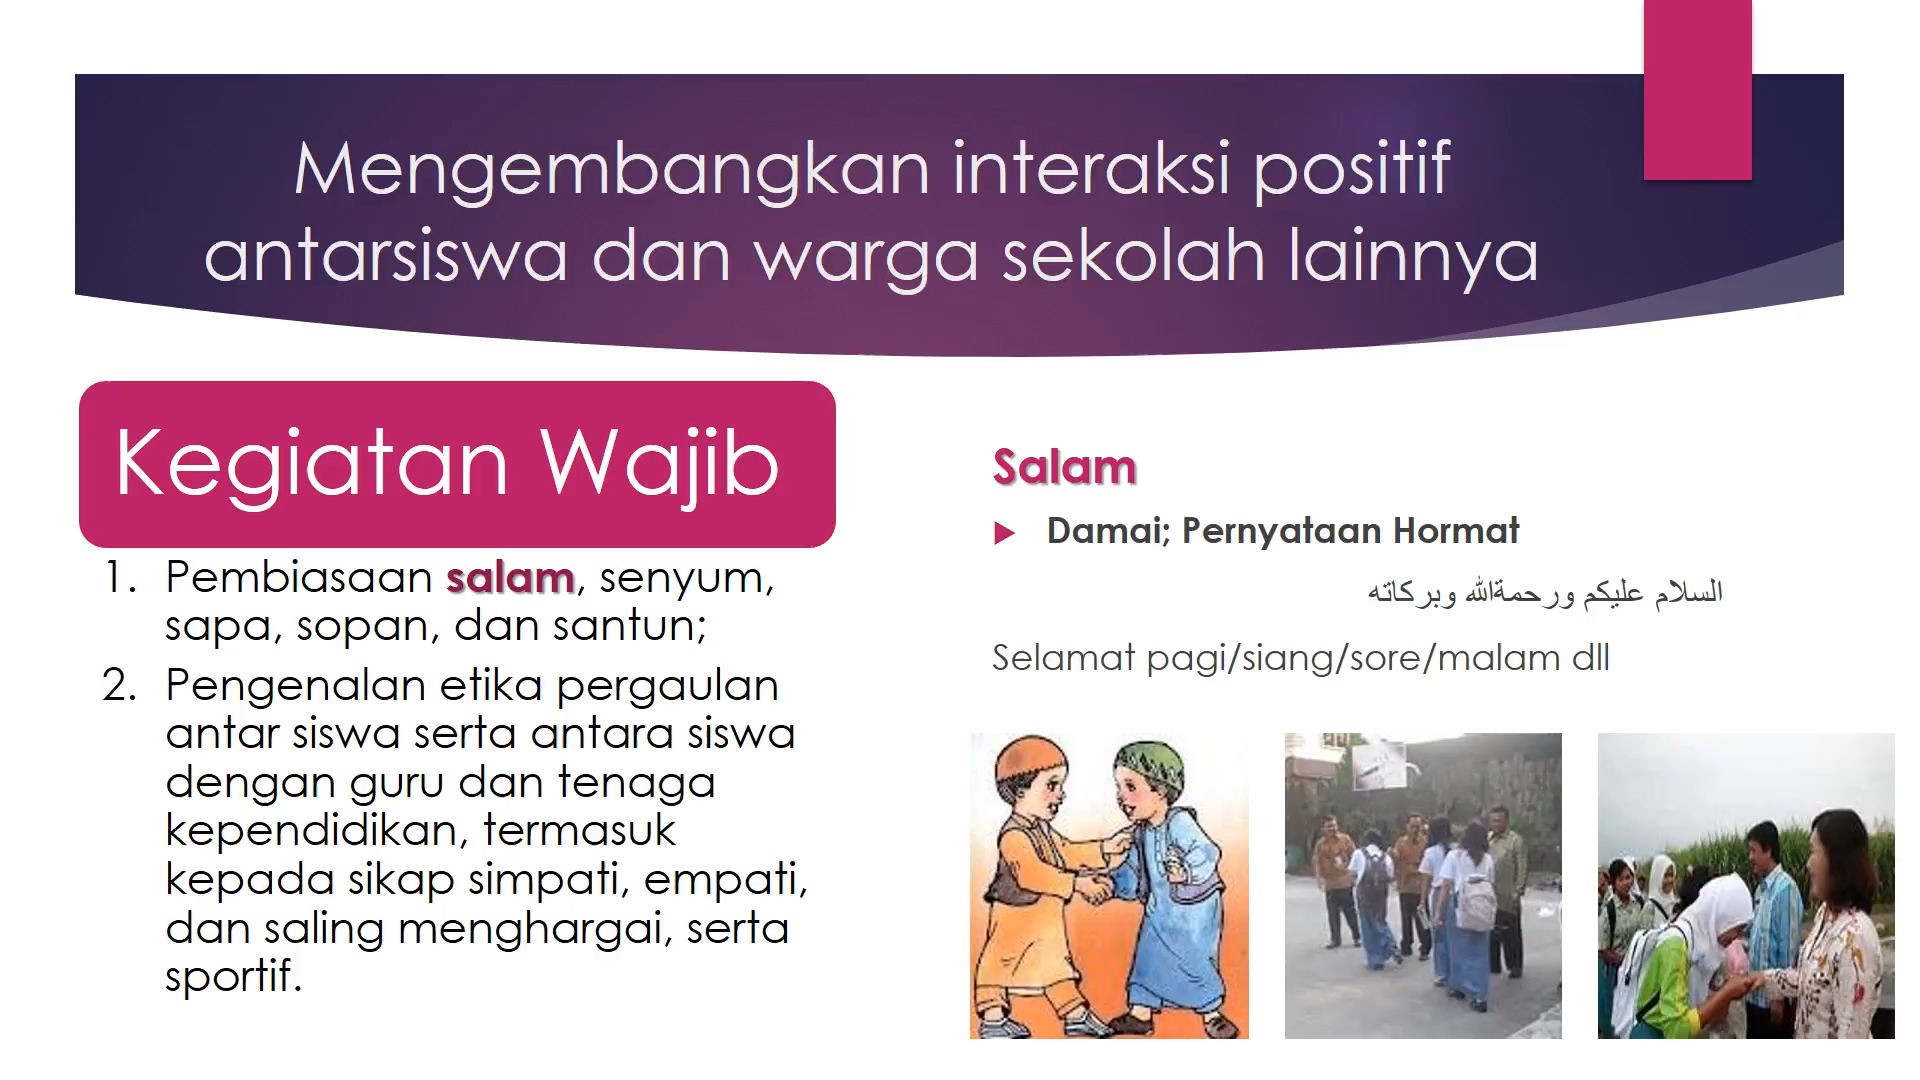 Mengembangkan interaksi positif
antarsiswa dan warga sekolah lainnya
Kegiatan Wajib
1. Pembiasaan salam, senyum,
sapa, sopan, dan santun;
2. Pengenalan etika pergaulan
antar siswa serta antara siswa
dengan guru dan tenaga
kependidikan, termasuk
kepada sikap simpati, empati,
dan saling menghargai, serta
sportif.
Salam
Damai; Pernyataan Hormat
السلام عليكم ورحمةالله وبركاته
Selamat pagi/siang/sore/malam dll